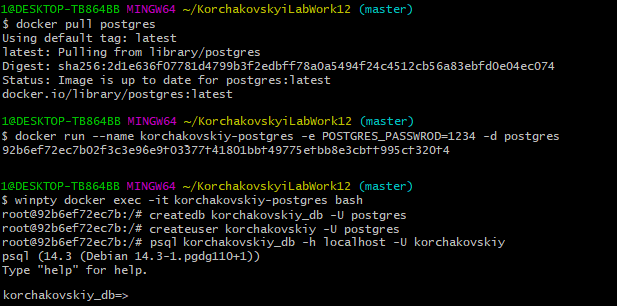 1@DESKTOP-TB864BB MINGW64 ~/KorchakovskyiLabWork12 (master)
$ docker pull postgres
Using default tag: latest
latest: Pulling from library/postgres
Digest: sha256:2d1e636f07781d4799b3f2edbff78a0a5494f24c4512cb56a83ebfd0e04ec074
Status: Image is up to date for postgres:latest
docker.io/library/postgres:latest
1@DESKTOP-TB864BB MINGW64 ~/KorchakovskyiLabWork12 (master)
$ docker run --name korchakovskiy-postgres -e POSTGRES_PASSWROD=1234 -d postgres
92b6ef72ec7b02f3c3e96e9f03377f41801bbf49775efbb8e3cbff995cf320f4
1@DESKTOP-TB864BB MINGW64 ~/KorchakovskyiLabWork12 (master)
$ winpty docker exec -it korchakovskiy-postgres bash
root@92b6ef72ec7b:/# createdb korchakovskiy_db -U postgres
root@92b6ef72ec7b:/# createuser korchakovskiy -U postgres
root@92b6ef72ec7b:/# psql korchakovskiy_db -h localhost -U korchakovskiy
psql (14.3 (Debian 14.3-1.pgdg110+1))
Type "help" for help.
korchakovskiy_db=>